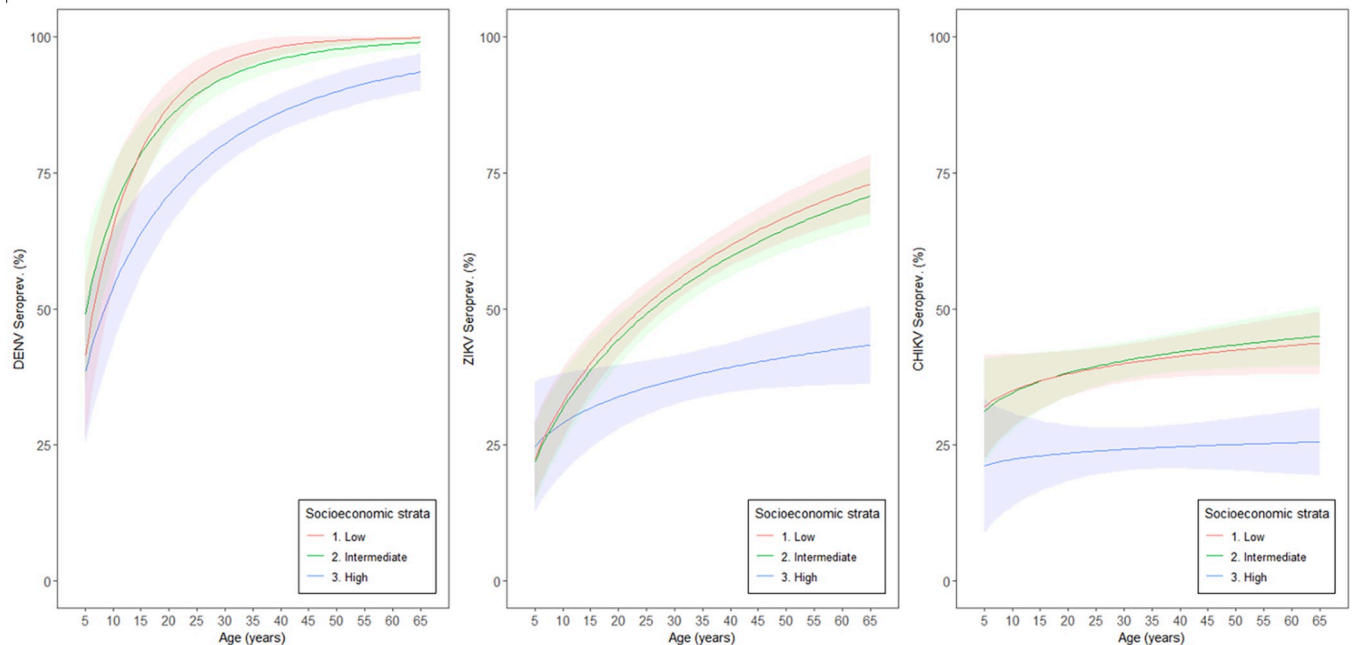 DENV Seroprev. (%)
100
75
50
25
0
5 10 15 20 25 30 35 40 45 50 55 60 65
Age (years)
Socioeconomic strata
1. Low
2. Intermediate
3. High
ZIKV Seroprev. (%)
100
75
50
25
0
5 10 15 20 25 30 35 40 45 50 55 60 65
Age (years)
Socioeconomic strata
1. Low
2. Intermediate
3. High
CHIKV Seroprev. (%)
100
75
50
25
0
5 10 15 20 25 30 35 40 45 50 55 60 65
Age (years)
Socioeconomic strata
1. Low
2. Intermediate
3. High